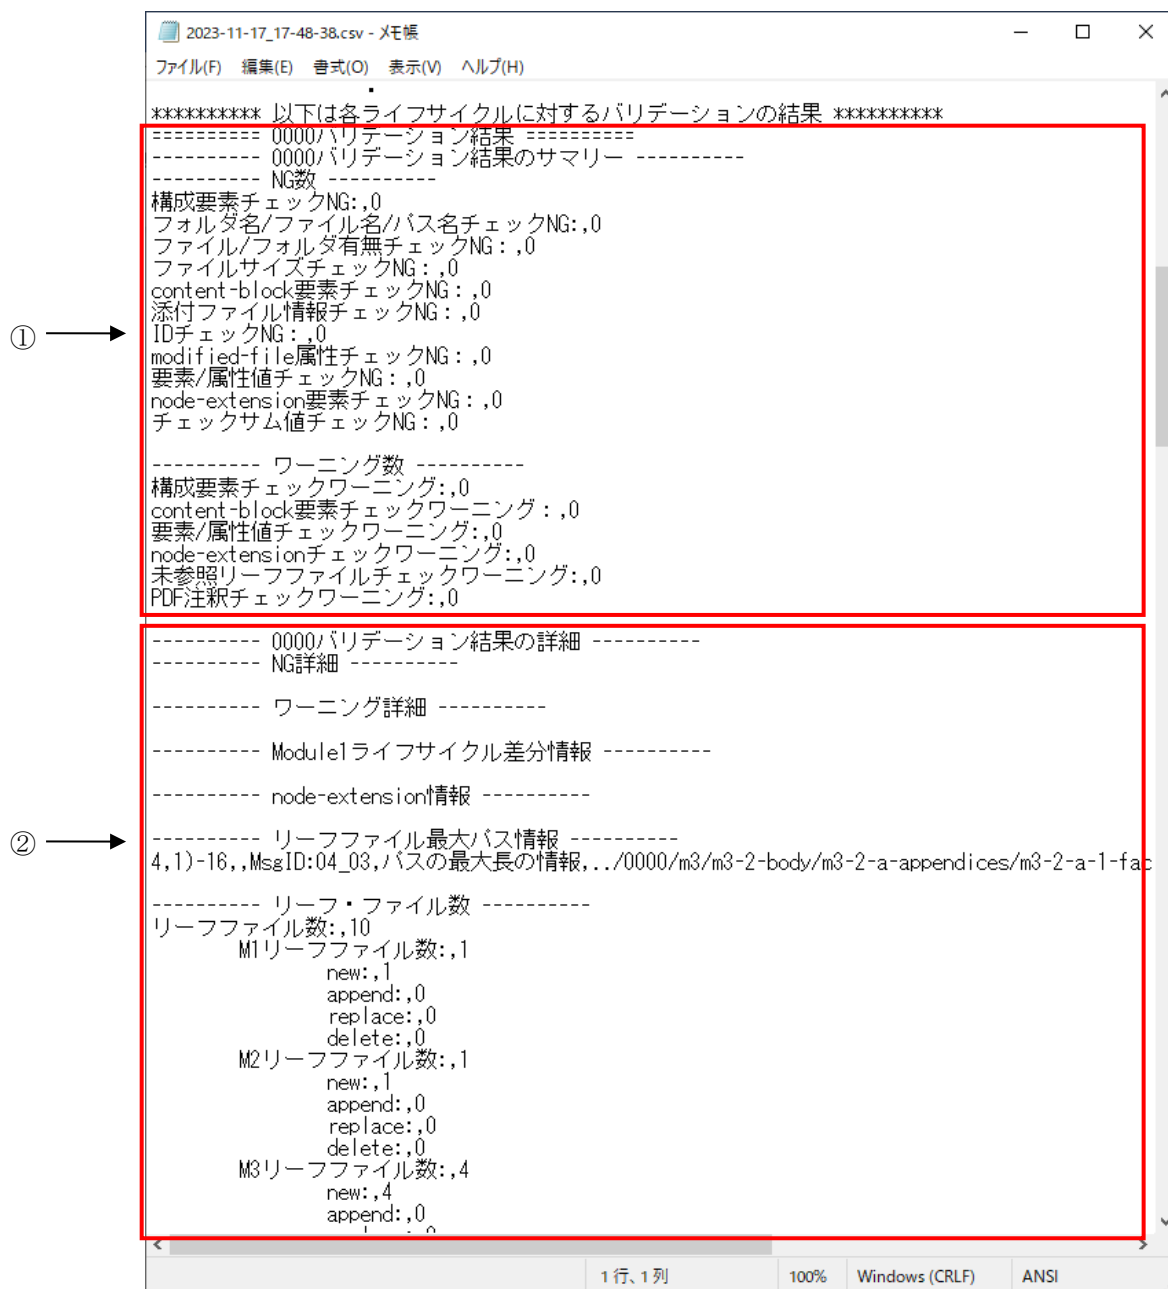 2023-11-17_17-48-38.csv - メモ帳
ファイル(F) 編集(E) 書式(O) 表示(V) ヘルプ(H)
********** 以下は各ライフサイクルに対するバリデーションの結果 **********
========== 0000バリデーション結果 ==========
---------- 0000バリデーション結果のサマリー ----------
---------- NG数 ----------
構成要素チェックNG:,0
フォルダ名/ファイル名/パス名チェックNG:,0
ファイル/フォルダ有無チェックNG：,0
ファイルサイズチェックNG：,0
content-block要素チェックNG：,0
添付ファイル情報チェックNG：,0
①
IDチェックNG：,0
modified-file属性チェックNG：,0
要素/属性値チェックNG：,0
node-extension要素チェックNG：,0
チェックサム値チェックNG：,0
---------- ワーニング数 ----------
構成要素チェックワーニング:,0
content-block要素チェックワーニング：,0
要素/属性値チェックワーニング:,0
node-extensionチェックワーニング:,0
未参照リーフファイルチェックワーニング:,0
PDF注釈チェックワーニング:,0
---------- 0000バリデーション結果の詳細 ----------
---------- NG詳細 ----------
---------- ワーニング詳細 ----------
---------- Module1ライフサイクル差分情報 ----------
---------- node-extension情報 ----------
②
---------- リーフファイル最大パス情報 ----------
4,1)-16,,MsgID:04_03,パスの最大長の情報,../0000/m3/m3-2-body/m3-2-a-appendices/m3-2-a-1-fac
---------- リーフ・ファイル数 ----------
リーフファイル数:,10
M1リーフファイル数:,1
new:,1
append:,0
replace:,0
delete:,0
M2リーフファイル数:,1
new:,1
append:,0
replace:,0
delete:,0
M3リーフファイル数:,4
new:,4
append:,0
1 行、1 列 100% Windows (CRLF) ANSI